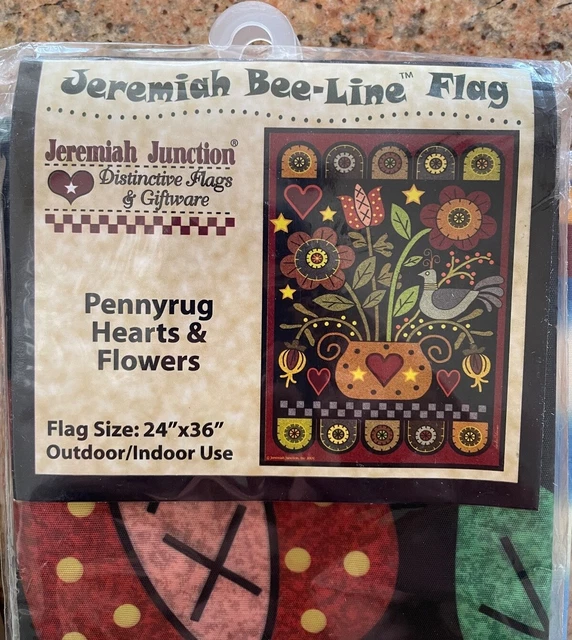 Jeremiah Bee-Line™ Flag
Jeremiah Junction®
Distinctive Flags
& Giftware
Pennyrug
Hearts &
Flowers
Flag Size: 24”x36”
Outdoor/Indoor Use